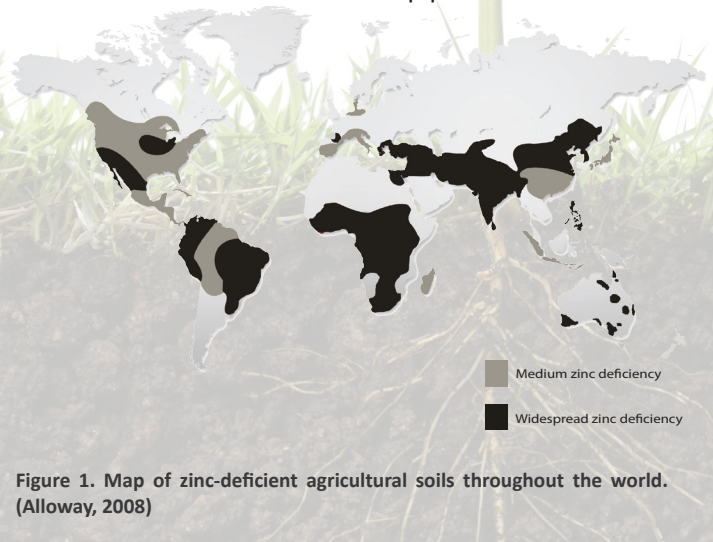 Medium zinc deficiency
Widespread zinc deficiency
Figure 1. Map of zinc-deficient agricultural soils throughout the world.
(Alloway, 2008)